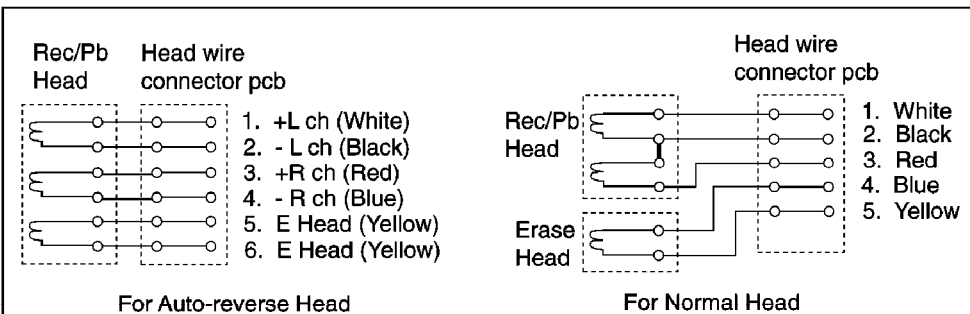 Rec/Pb Head
Head wire connector pcb
1. +L ch (White)
2. - L ch (Black)
3. +R ch (Red)
4. - R ch (Blue)
5. E Head (Yellow)
6. E Head (Yellow)
For Auto-reverse Head
Head wire
connector pcb
Rec/Pb
Head
Erase
Head
1. White
2. Black
3. Red
4. Blue
5. Yellow
For Normal Head